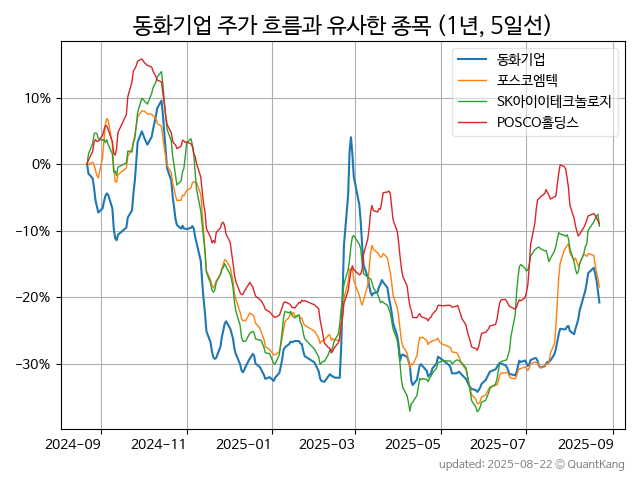 동화기업 주가 흐름과 유사한 종목 (1년, 5일선)
동화기업
포스코엠텍
SK아이이테크놀로지
POSCO홀딩스
10%
0%
−10%
−20%
−30%
2024-09 2024-11 2025-01 2025-03 2025-05 2025-07 2025-09
updated: 2025-08-22 © QuantKang